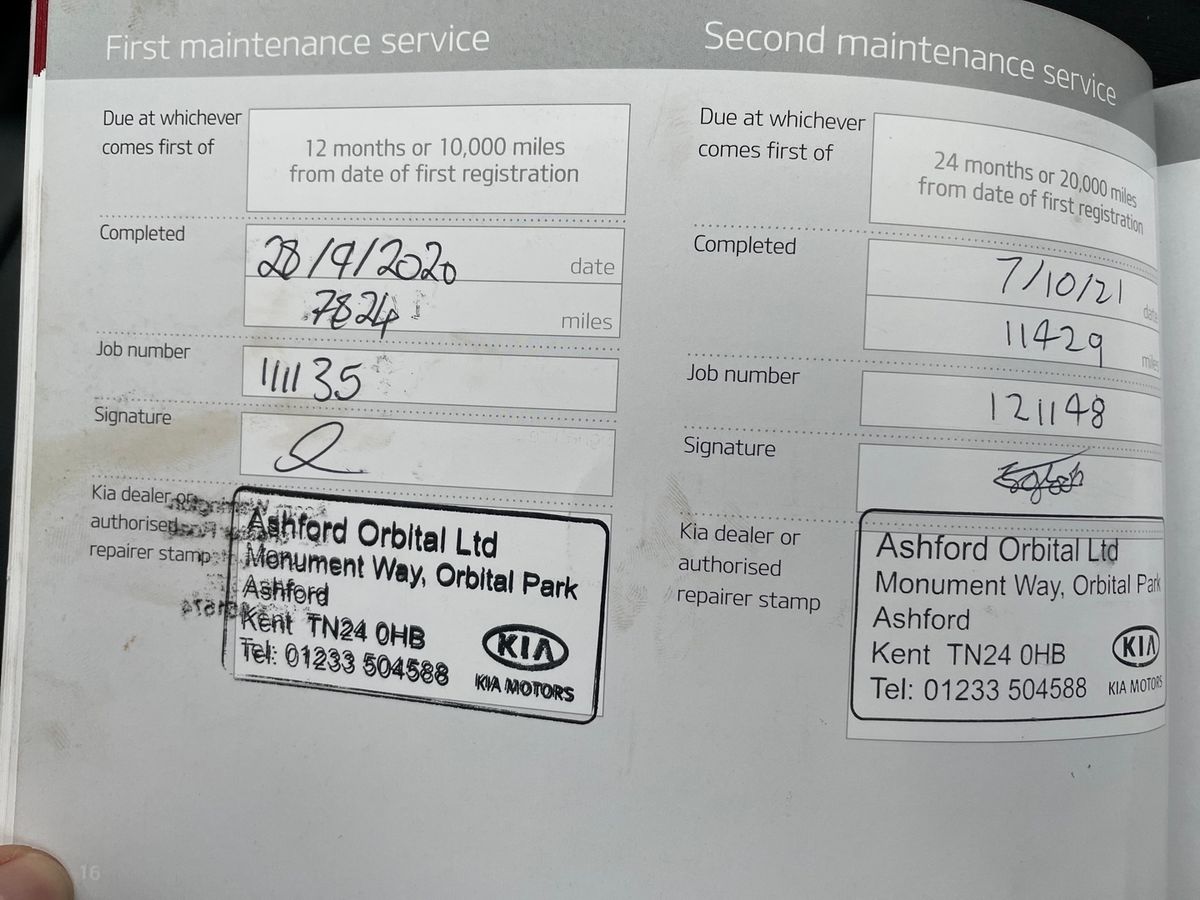 First maintenance service
Due at whichever
comes first of
12 months or 10,000 miles
from date of first registration
Completed
28/9/2020
date
7824
miles
Job number
111135
Signature
Kia dealer or
authorised
repairer stamp
Ashford Orbital Ltd
Monument Way, Orbital Park
Ashford
Kent TN24 0HB
Tel: 01233 504588
KIA
KIA MOTORS
16
Second maintenance service
Due at whichever
comes first of
24 months or 20,000 miles
from date of first registration
Completed
7/10/21
date
11429
miles
Job number
121148
Signature
Kia dealer or
authorised
repairer stamp
Ashford Orbital Ltd
Monument Way, Orbital Park
Ashford
Kent TN24 0HB
Tel: 01233 504588
KIA
KIA MOTORS